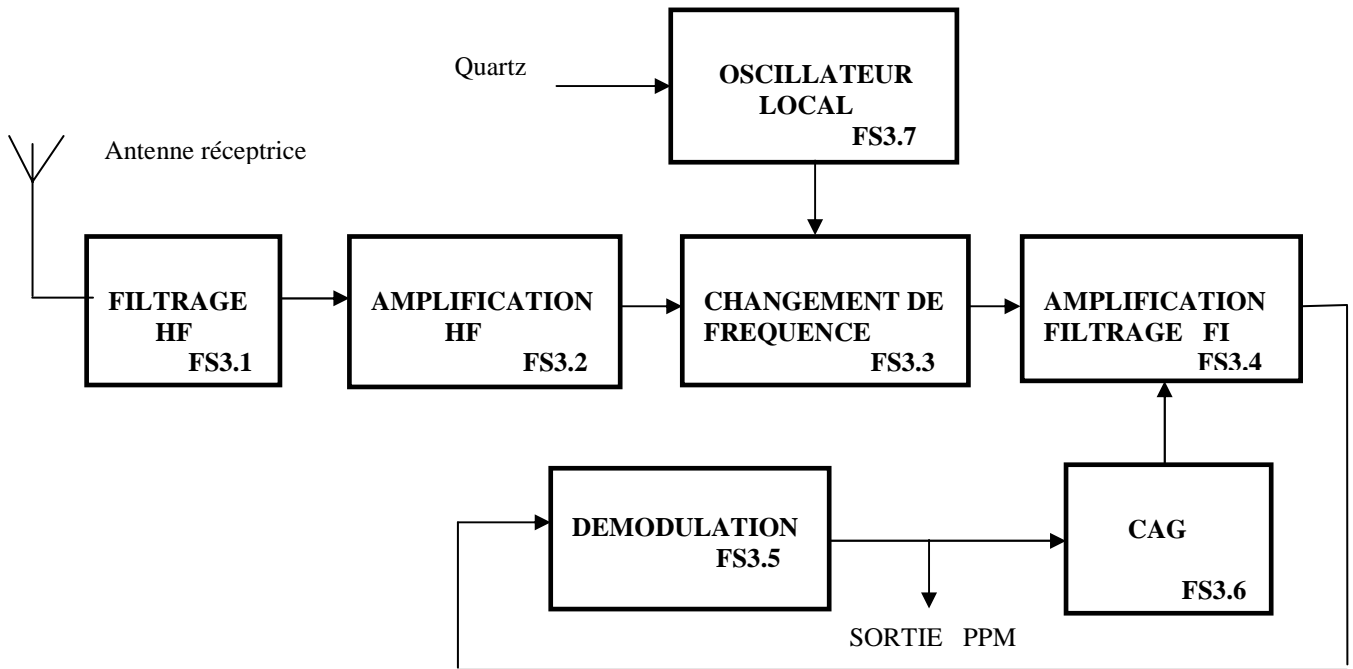 Quartz
OSCILLATEUR
LOCAL
FS3.7
Antenne réceptrice
FILTRAGE
HF
FS3.1
AMPLIFICATION
HF
FS3.2
CHANGEMENT DE
FREQUENCE
FS3.3
AMPLIFICATION
FILTRAGE FI
FS3.4
DEMODULATION
FS3.5
CAG
FS3.6
SORTIE PPM